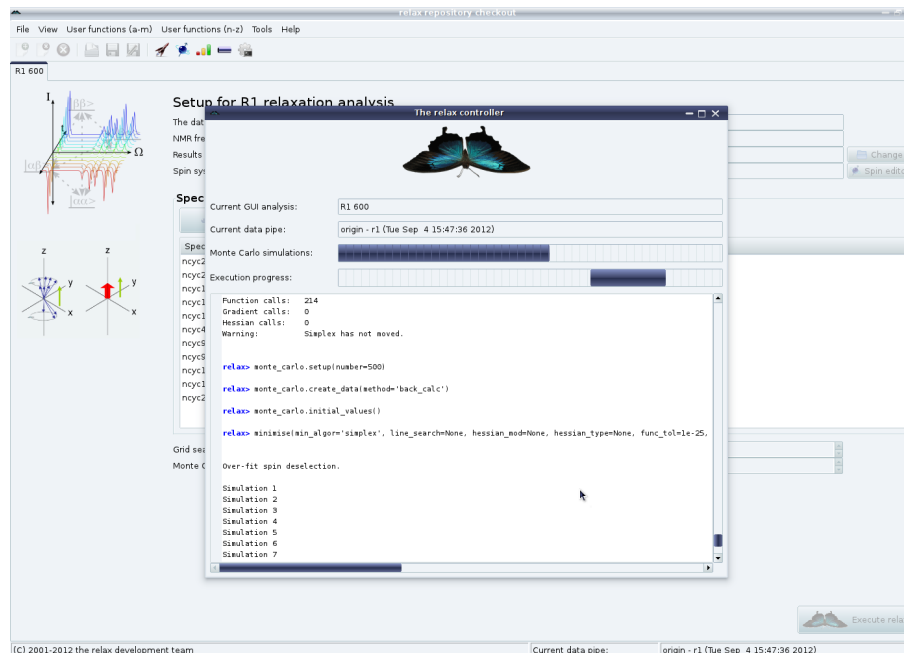 relax repository checkout
File View User functions (a-m) User functions (n-z) Tools Help
R1 600
I
|ββ>
t
Ω
|αβ
|αα>
z
y
x
z
y
x
Setup for R1 relaxation analysis
The dat
NMR fre
Results
Change
Spin sys
Spin edito
Spec
Spec
ncyc2
ncyc2
ncyc1
ncyc1
ncyc1
ncyc4
ncyc9
ncyc9
ncyc1
ncyc1
ncyc2
Grid sea
Monte C
The relax controller
Current GUI analysis: R1 600
Current data pipe: origin - r1 (Tue Sep 4 15:47:36 2012)
Monte Carlo simulations:
Execution progress:
Function calls: 214
Gradient calls: 0
Hessian calls: 0
Warning: Simplex has not moved.
relax> monte_carlo.setup(number=500)
relax> monte_carlo.create_data(method='back_calc')
relax> monte_carlo.initial_values()
relax> minimise(min_algor='simplex', line_search=None, hessian_mod=None, hessian_type=None, func_tol=1e-25,
Over-fit spin deselection.
Simulation 1
Simulation 2
Simulation 3
Simulation 4
Simulation 5
Simulation 6
Simulation 7
Execute rela
(C) 2001-2012 the relax development team Current data pipe: origin - r1 (Tue Sep 4 15:47:36 2012)